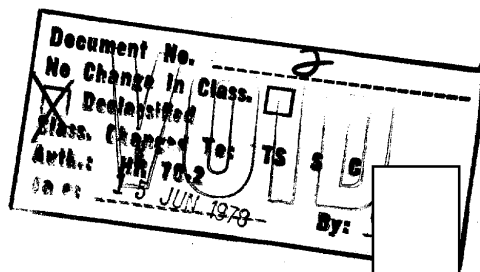 Document No. 2
No Change in Class.
Declassified
Class. Changed To: TS S C
Auth.: HR 70-2
Date: 15 JUN 1978 By: